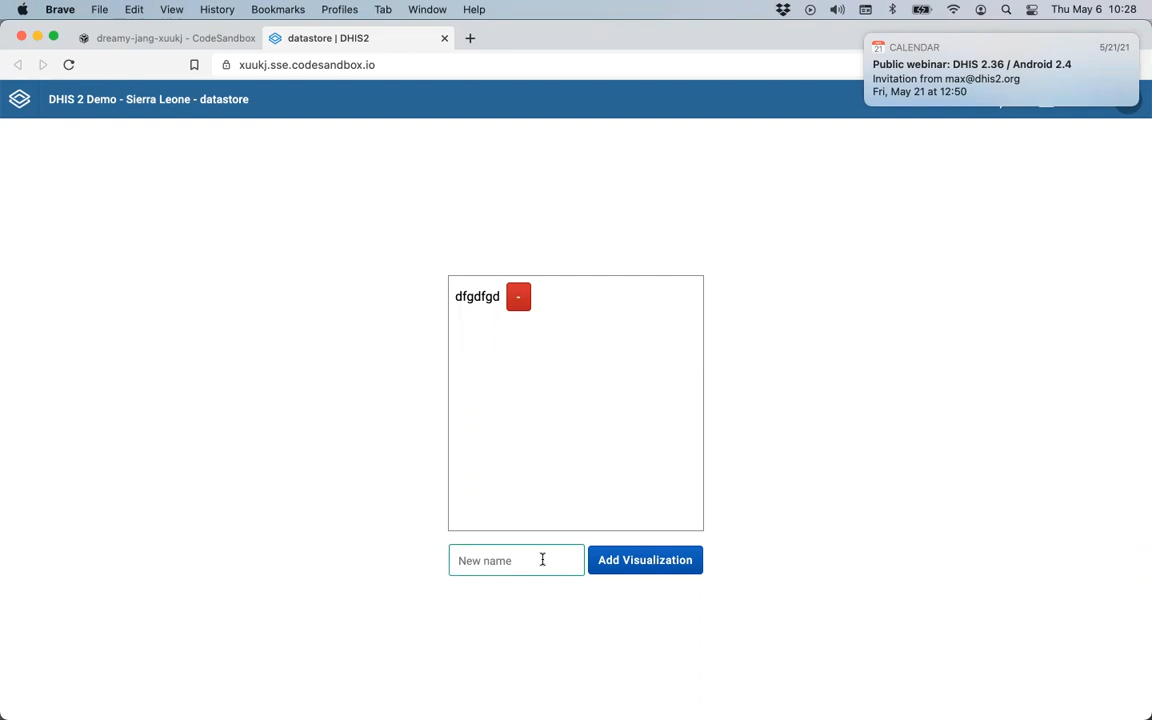 Brave File Edit View History Bookmarks Profiles Tab Window Help Thu May 6 10:28
dreamy-jang-xuukj - CodeSandbox
datastore | DHIS2
xuukj.sse.codesandbox.io
21 CALENDAR 5/21/21
Public webinar: DHIS 2.36 / Android 2.4
Invitation from max@dhis2.org
Fri, May 21 at 12:50
DHIS 2 Demo - Sierra Leone - datastore
dfgdfgd -
New name Add Visualization